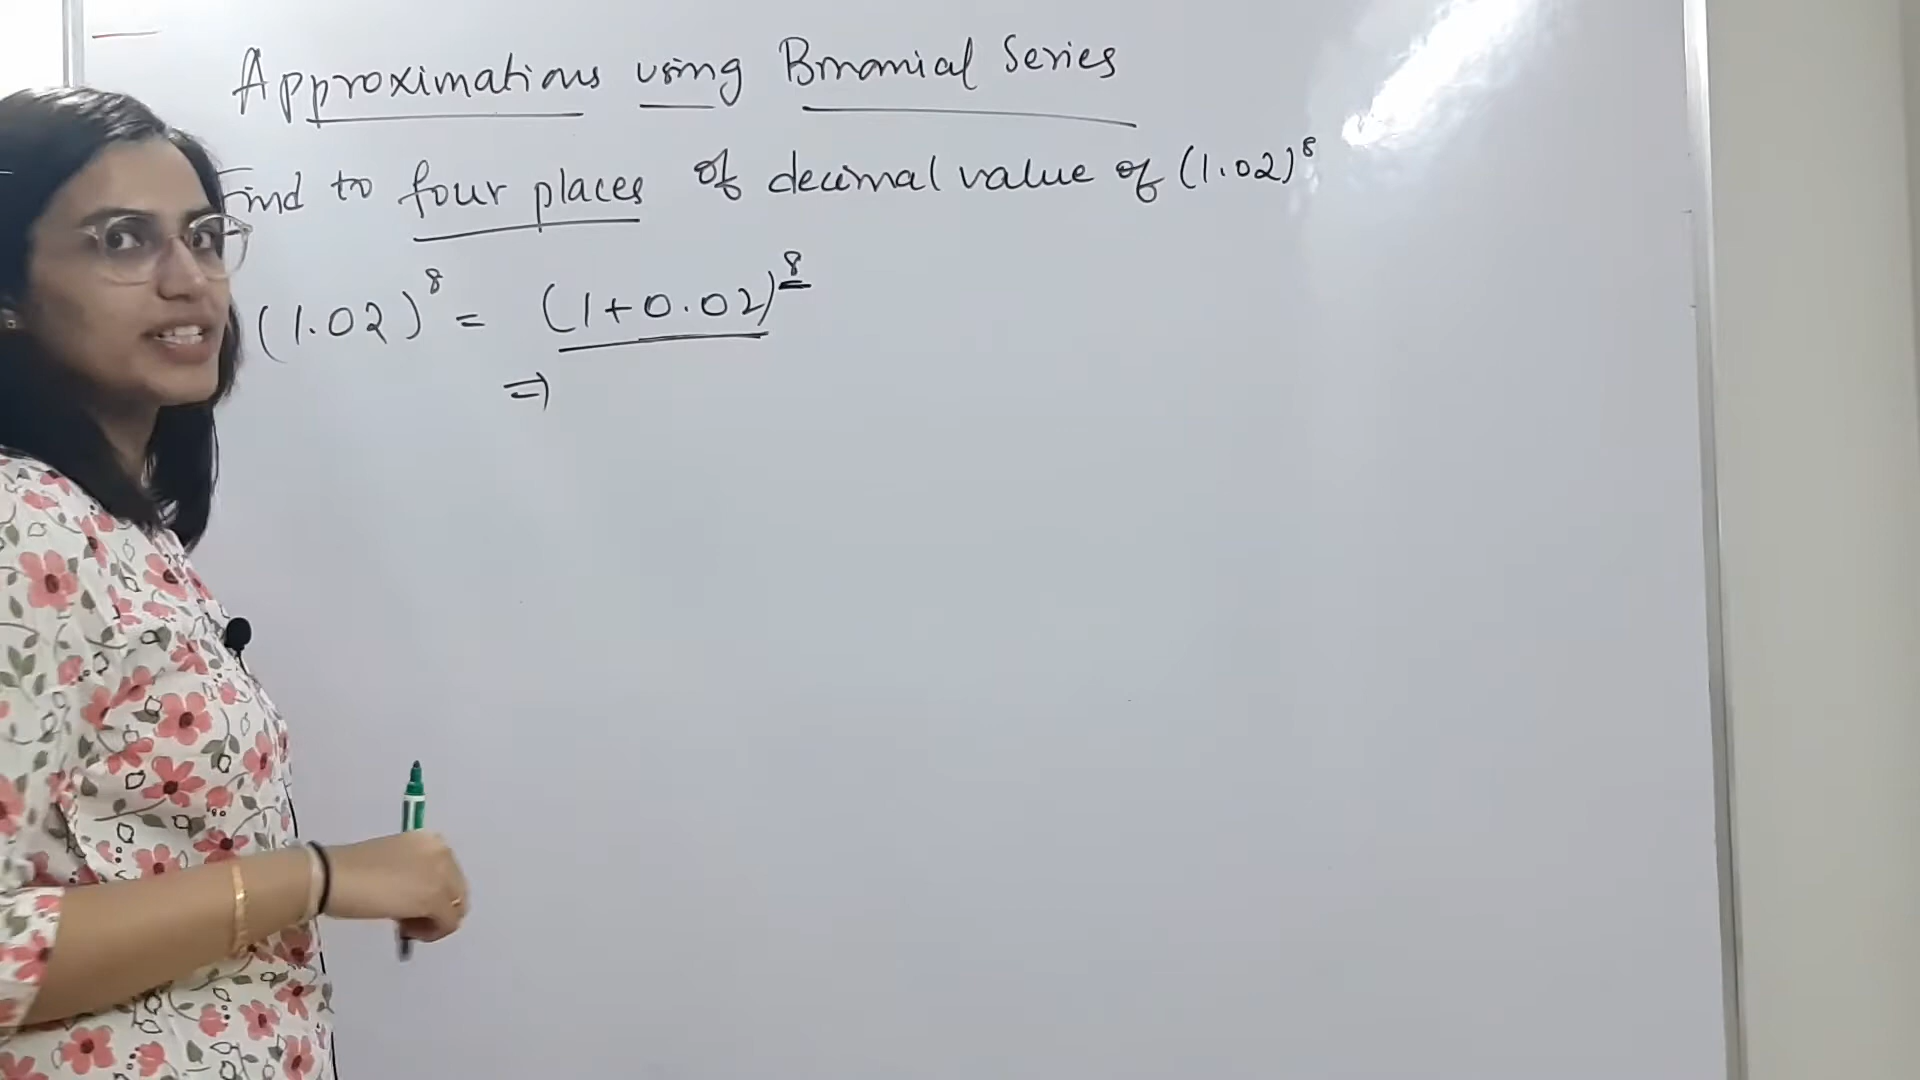 Approximations using Binomial Series
Find to four places of decimal value of (1.02)⁸
(1.02)⁸ = (1+0.02)⁸
⇒